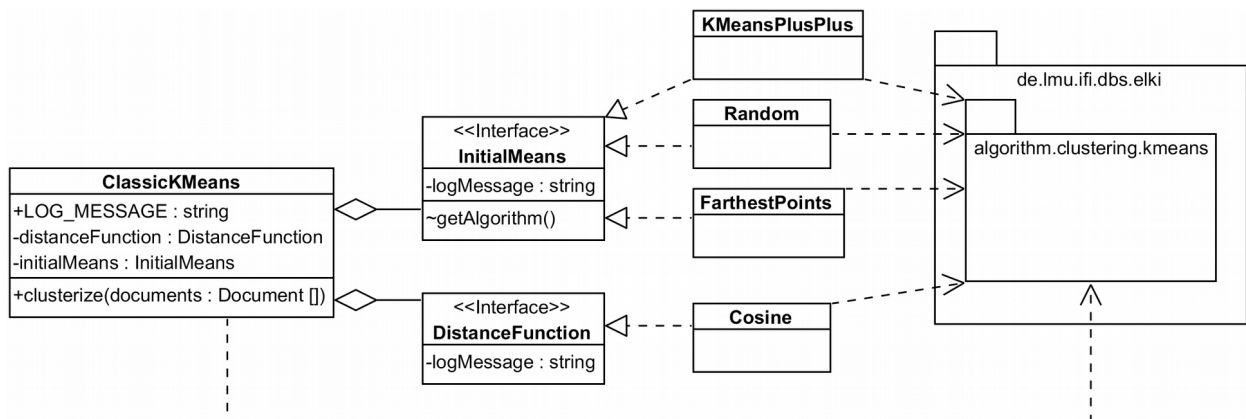 KMeansPlusPlus
de.lmu.ifi.dbs.elki
Random
<<Interface>>
InitialMeans
algorithm.clustering.kmeans
ClassicKMeans
-logMessage : string
FarthestPoints
+LOG_MESSAGE : string
~getAlgorithm()
-distanceFunction : DistanceFunction
-initialMeans : InitialMeans
+clusterize(documents : Document [])
<<Interface>>
DistanceFunction
Cosine
-logMessage : string